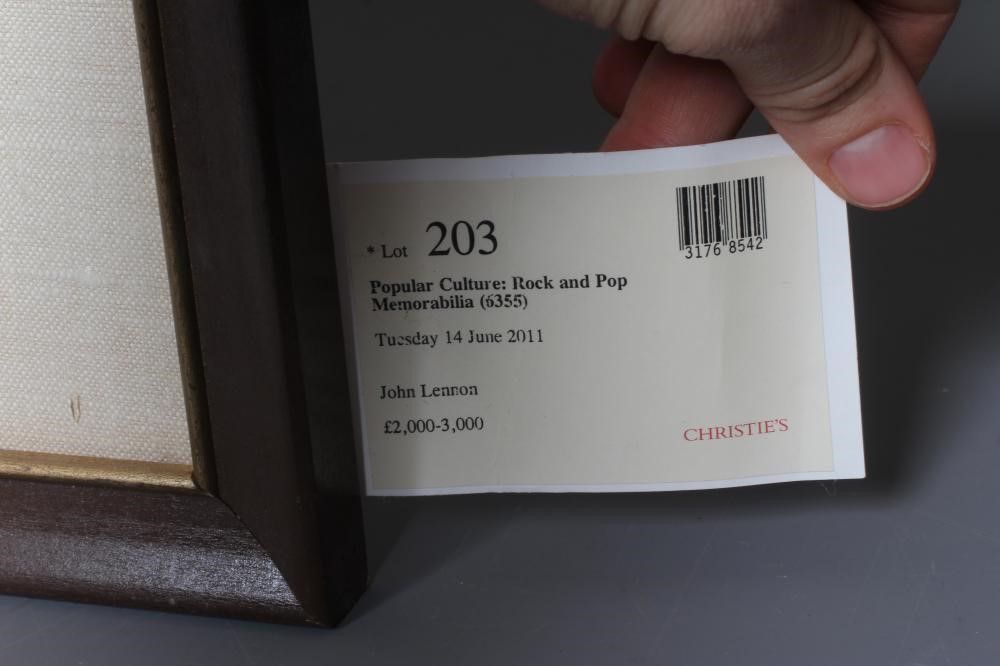 * Lot 203
3176 8542
Popular Culture: Rock and Pop
Memorabilia (6355)
Tuesday 14 June 2011
John Lennon
£2,000-3,000
CHRISTIE'S